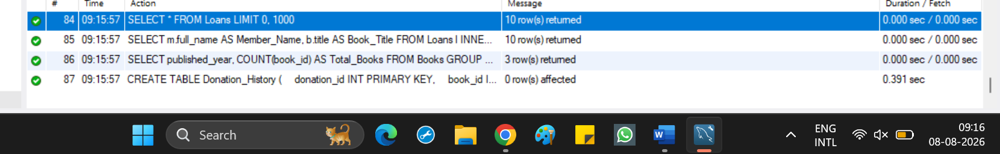 # Time Action Message Duration / Fetch
84 09:15:57 SELECT * FROM Loans LIMIT 0, 1000 10 row(s) returned 0.000 sec / 0.000 sec
85 09:15:57 SELECT m.full_name AS Member_Name, b.title AS Book_Title FROM Loans l INNE... 10 row(s) returned 0.000 sec / 0.000 sec
86 09:15:57 SELECT published_year, COUNT(book_id) AS Total_Books FROM Books GROUP ... 3 row(s) returned 0.000 sec / 0.000 sec
87 09:15:57 CREATE TABLE Donation_History ( donation_id INT PRIMARY KEY, book_id I... 0 row(s) affected 0.391 sec
Search
W
ENG
INTL
09:16
08-08-2026